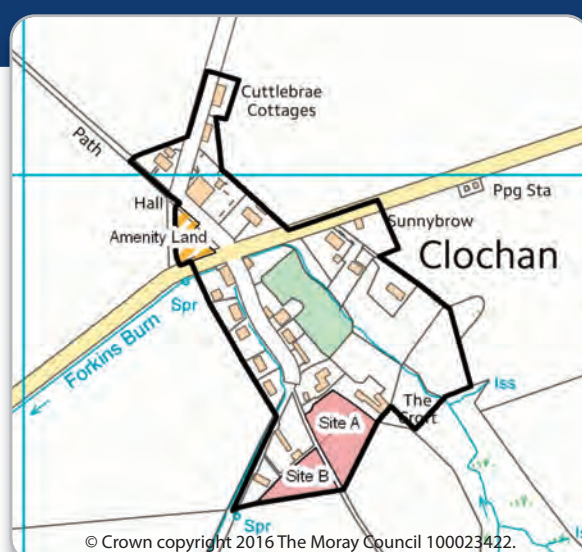 Cuttlebrae
Cottages
Path
Ppg Sta
Hall
Sunnybrow
Amenity Land
Clochan
Spr
Forkins Burn
Iss
The
Croft
Site A
Site B
Spr
© Crown copyright 2016 The Moray Council 100023422.